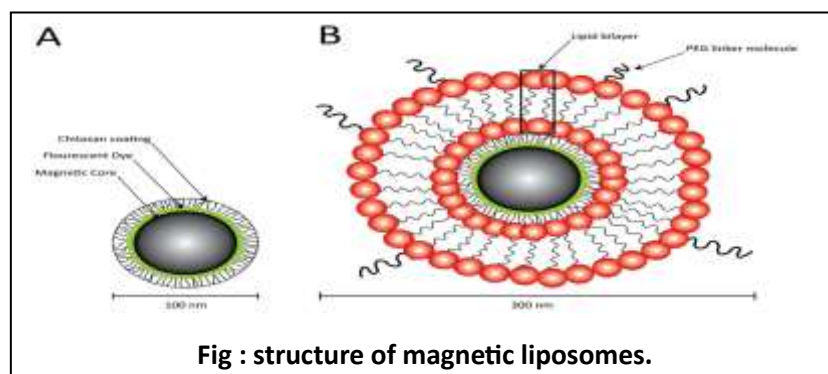 A
B
Lipid bilayer
PEG linker molecule
Chitosan coating
Flourescent Dye
Magnetic Core
100 nm
300 nm
Fig : structure of magnetic liposomes.